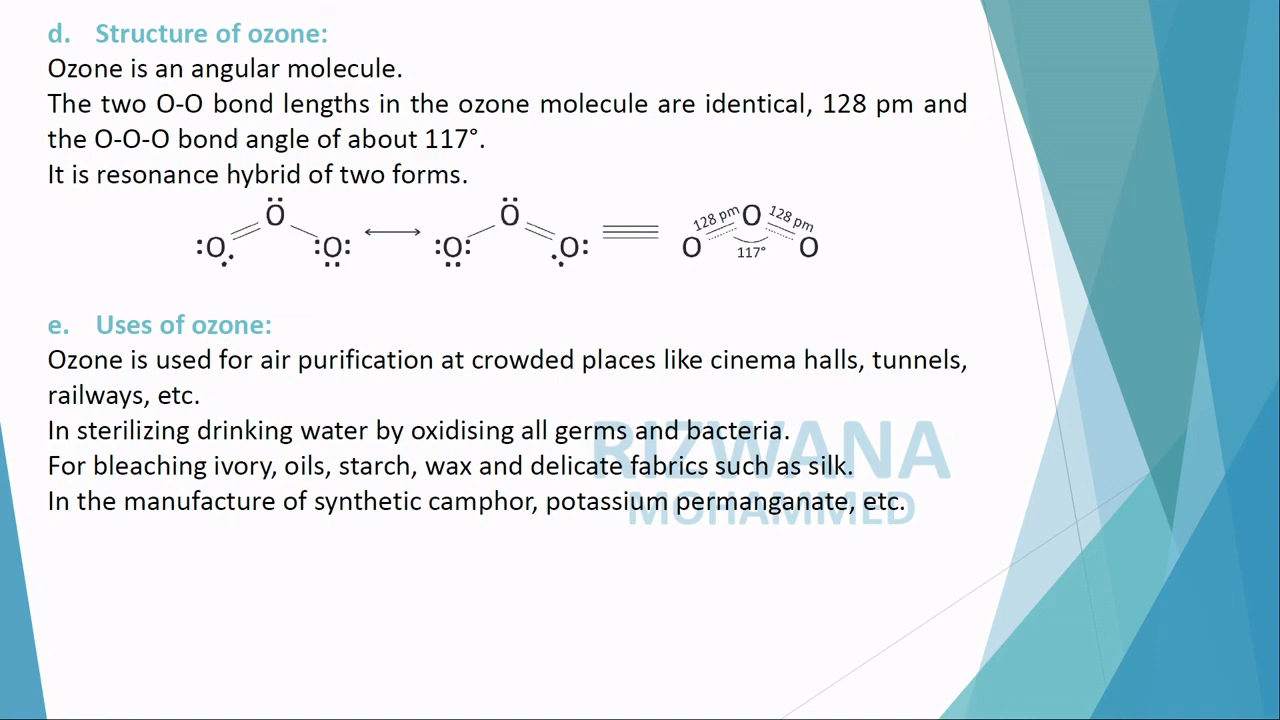 d. Structure of ozone:
Ozone is an angular molecule.
The two O-O bond lengths in the ozone molecule are identical, 128 pm and
the O-O-O bond angle of about 117°.
It is resonance hybrid of two forms.
O O O ⟷ O O O ≡ O 128 pm O 128 pm O
117°
e. Uses of ozone:
Ozone is used for air purification at crowded places like cinema halls, tunnels,
railways, etc.
In sterilizing drinking water by oxidising all germs and bacteria.
For bleaching ivory, oils, starch, wax and delicate fabrics such as silk.
In the manufacture of synthetic camphor, potassium permanganate, etc.
RIZWANA
MOHAMMED